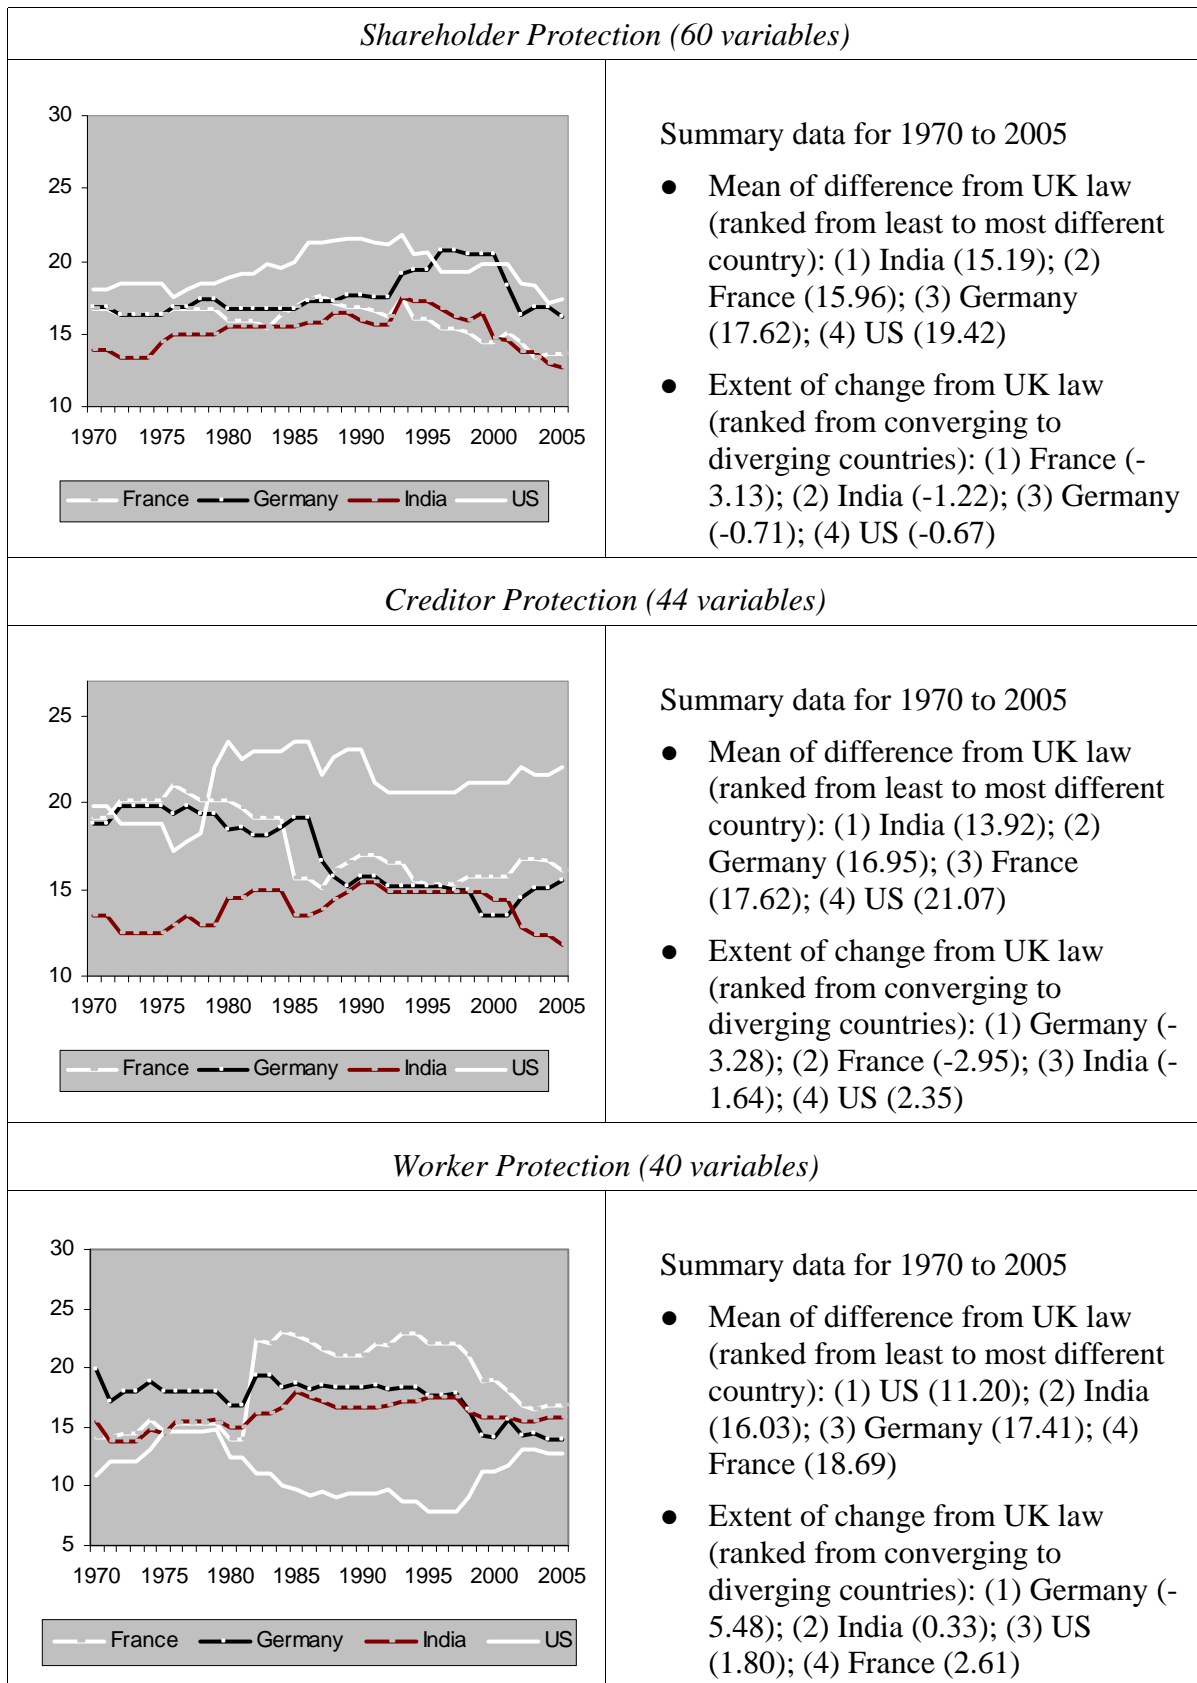 Shareholder Protection (60 variables)
30
25
20
15
10
1970 1975 1980 1985 1990 1995 2000 2005
France Germany India US
Summary data for 1970 to 2005
● Mean of difference from UK law
(ranked from least to most different
country): (1) India (15.19); (2)
France (15.96); (3) Germany
(17.62); (4) US (19.42)
● Extent of change from UK law
(ranked from converging to
diverging countries): (1) France (-
3.13); (2) India (-1.22); (3) Germany
(-0.71); (4) US (-0.67)
Creditor Protection (44 variables)
25
20
15
10
1970 1975 1980 1985 1990 1995 2000 2005
France Germany India US
Summary data for 1970 to 2005
● Mean of difference from UK law
(ranked from least to most different
country): (1) India (13.92); (2)
Germany (16.95); (3) France
(17.62); (4) US (21.07)
● Extent of change from UK law
(ranked from converging to
diverging countries): (1) Germany (-
3.28); (2) France (-2.95); (3) India (-
1.64); (4) US (2.35)
Worker Protection (40 variables)
30
25
20
15
10
5
1970 1975 1980 1985 1990 1995 2000 2005
France Germany India US
Summary data for 1970 to 2005
● Mean of difference from UK law
(ranked from least to most different
country): (1) US (11.20); (2) India
(16.03); (3) Germany (17.41); (4)
France (18.69)
● Extent of change from UK law
(ranked from converging to
diverging countries): (1) Germany (-
5.48); (2) India (0.33); (3) US
(1.80); (4) France (2.61)